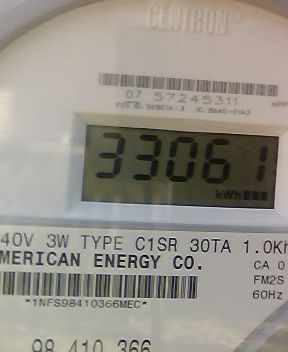 CENTRON®
07 57245311
33061
kWh
40V 3W TYPE C1SR 30TA 1.0Kh
MERICAN ENERGY CO.
CA 0
FM2S
60Hz
*1NFS98410366MEC*
98 410 366